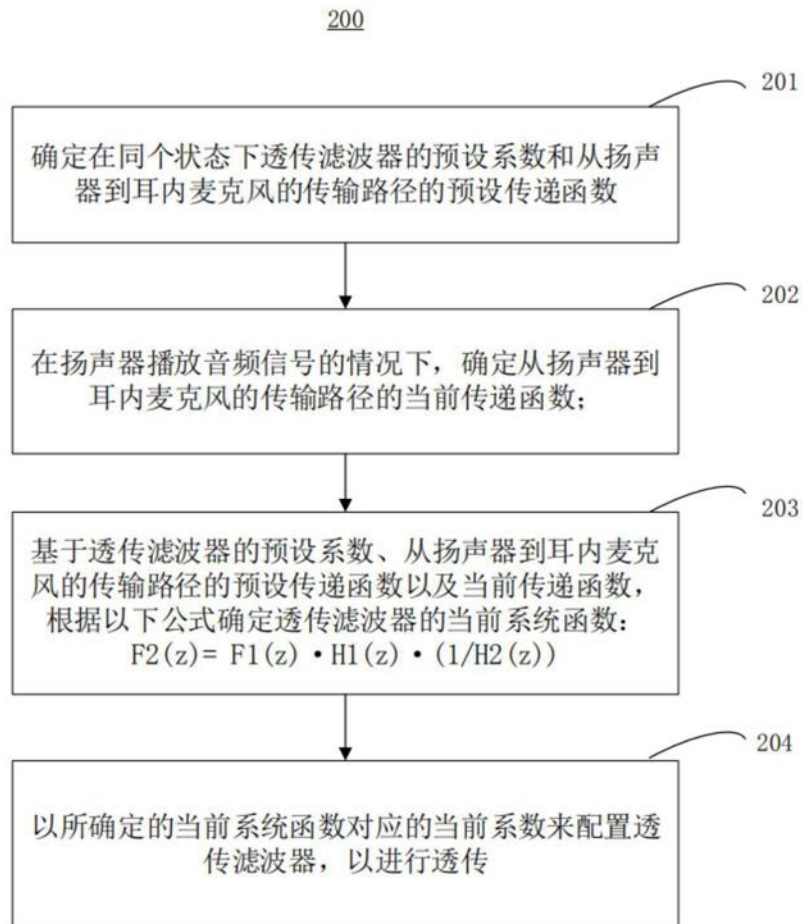 200
201
确定在同个状态下透传滤波器的预设系数和从扬声
器到耳内麦克风的传输路径的预设传递函数
202
在扬声器播放音频信号的情况下，确定从扬声器到
耳内麦克风的传输路径的当前传递函数；
203
基于透传滤波器的预设系数、从扬声器到耳内麦克
风的传输路径的预设传递函数以及当前传递函数，
根据以下公式确定透传滤波器的当前系统函数：
F2(z)= F1(z)•H1(z)•(1/H2(z))
204
以所确定的当前系统函数对应的当前系数来配置透
传滤波器，以进行透传